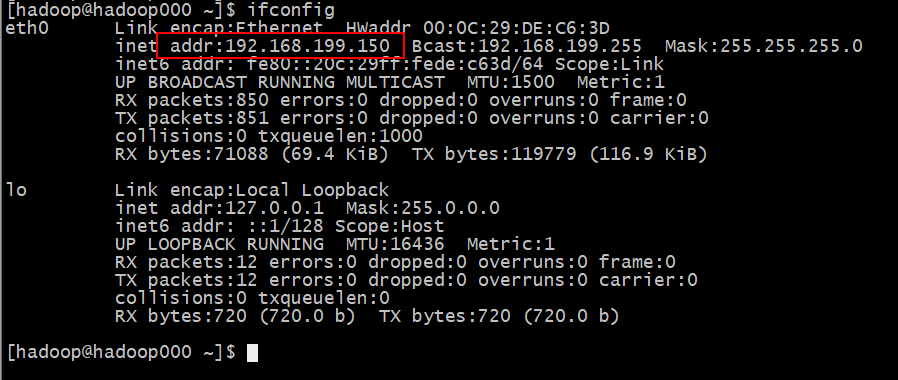 [hadoop@hadoop000 ~]$ ifconfig
eth0      Link encap:Ethernet  HWaddr 00:0C:29:DE:C6:3D
          inet addr:192.168.199.150  Bcast:192.168.199.255  Mask:255.255.255.0
          inet6 addr: fe80::20c:29ff:fede:c63d/64 Scope:Link
          UP BROADCAST RUNNING MULTICAST  MTU:1500  Metric:1
          RX packets:850 errors:0 dropped:0 overruns:0 frame:0
          TX packets:851 errors:0 dropped:0 overruns:0 carrier:0
          collisions:0 txqueuelen:1000
          RX bytes:71088 (69.4 KiB)  TX bytes:119779 (116.9 KiB)
lo        Link encap:Local Loopback
          inet addr:127.0.0.1  Mask:255.0.0.0
          inet6 addr: ::1/128 Scope:Host
          UP LOOPBACK RUNNING  MTU:16436  Metric:1
          RX packets:12 errors:0 dropped:0 overruns:0 frame:0
          TX packets:12 errors:0 dropped:0 overruns:0 carrier:0
          collisions:0 txqueuelen:0
          RX bytes:720 (720.0 b)  TX bytes:720 (720.0 b)
[hadoop@hadoop000 ~]$